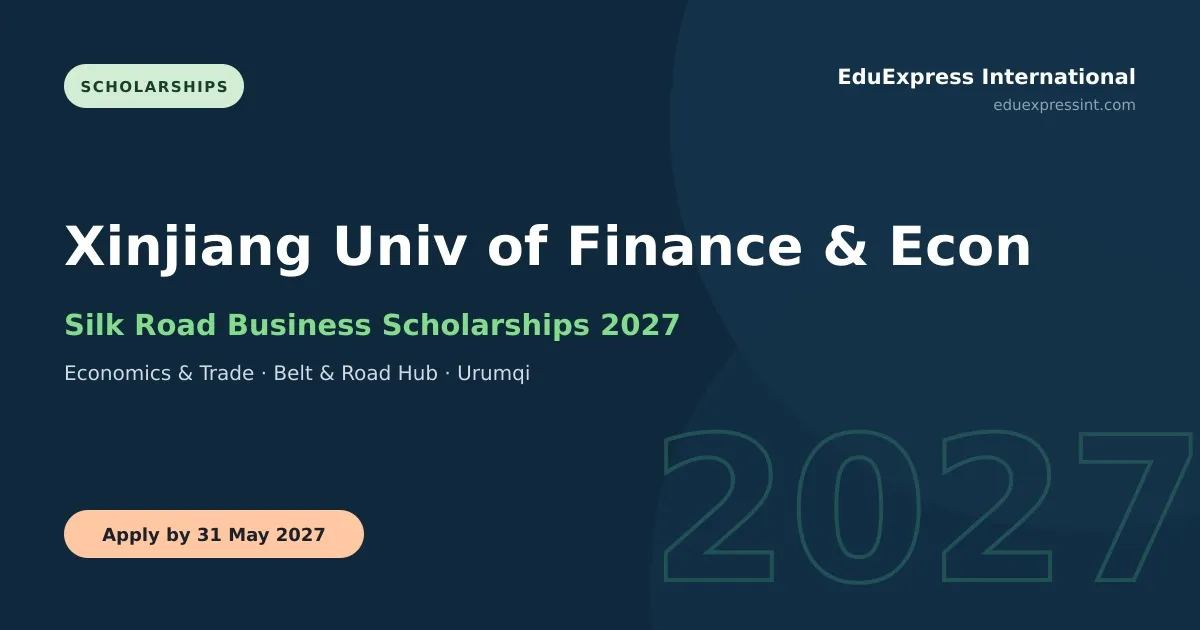 SCHOLARSHIPS
EduExpress International
eduexpressint.com
Xinjiang Univ of Finance & Econ
Silk Road Business Scholarships 2027
Economics & Trade · Belt & Road Hub · Urumqi
2027
Apply by 31 May 2027